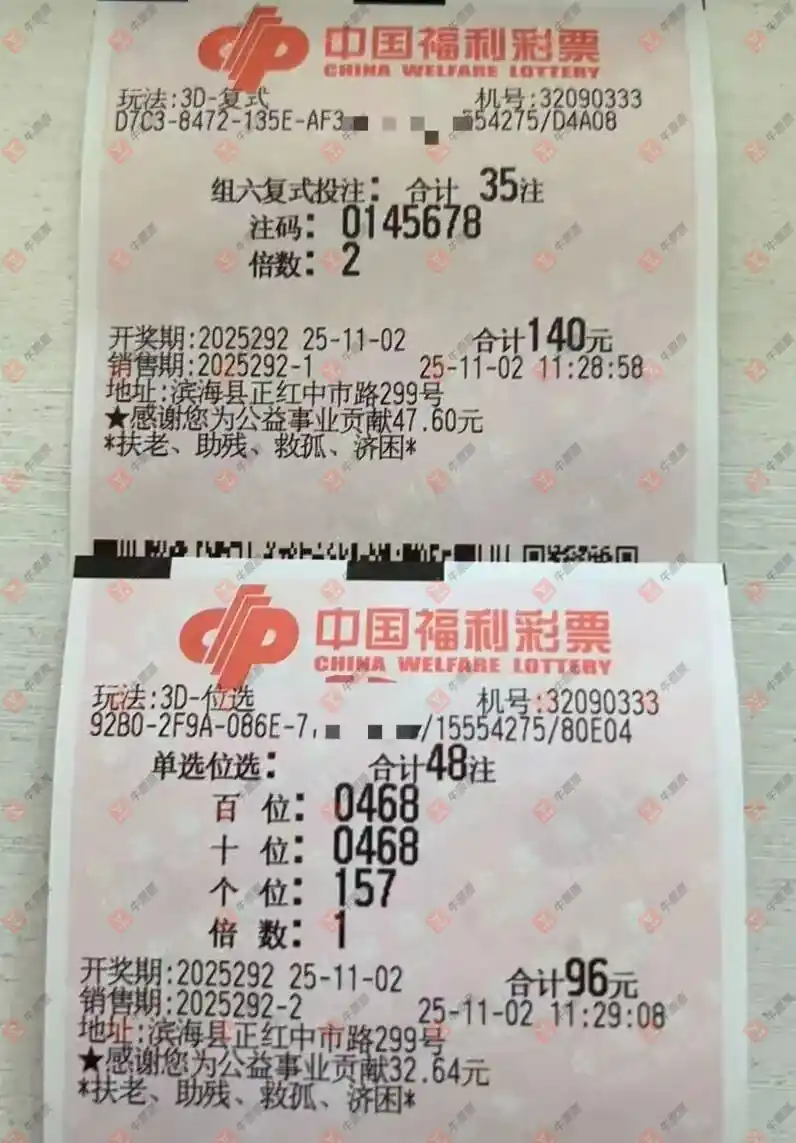 中国福利彩票
CHINA WELFARE LOTTERY
玩法:3D-复式 机号:32090333
D7C3-8472-135E-AF3 554275/D4A08
组六复式投注: 合计 35注
注码: 0145678
倍数: 2
开奖期:2025292 25-11-02 合计140元
销售期:2025292-1 25-11-02 11:28:58
地址:滨海县正红中市路299号
★感谢您为公益事业贡献47.60元
*扶老、助残、救孤、济困*
中国福利彩票
CHINA WELFARE LOTTERY
玩法:3D-位选 机号:32090333
92B0-2F9A-086E-7 /15554275/80E04
单选位选: 合计48注
百 位: 0468
十 位: 0468
个 位: 157
倍 数: 1
开奖期:2025292 25-11-02 合计96元
销售期:2025292-2 25-11-02 11:29:08
地址:滨海县正红中市路299号
★感谢您为公益事业贡献32.64元
*扶老、助残、救孤、济困*